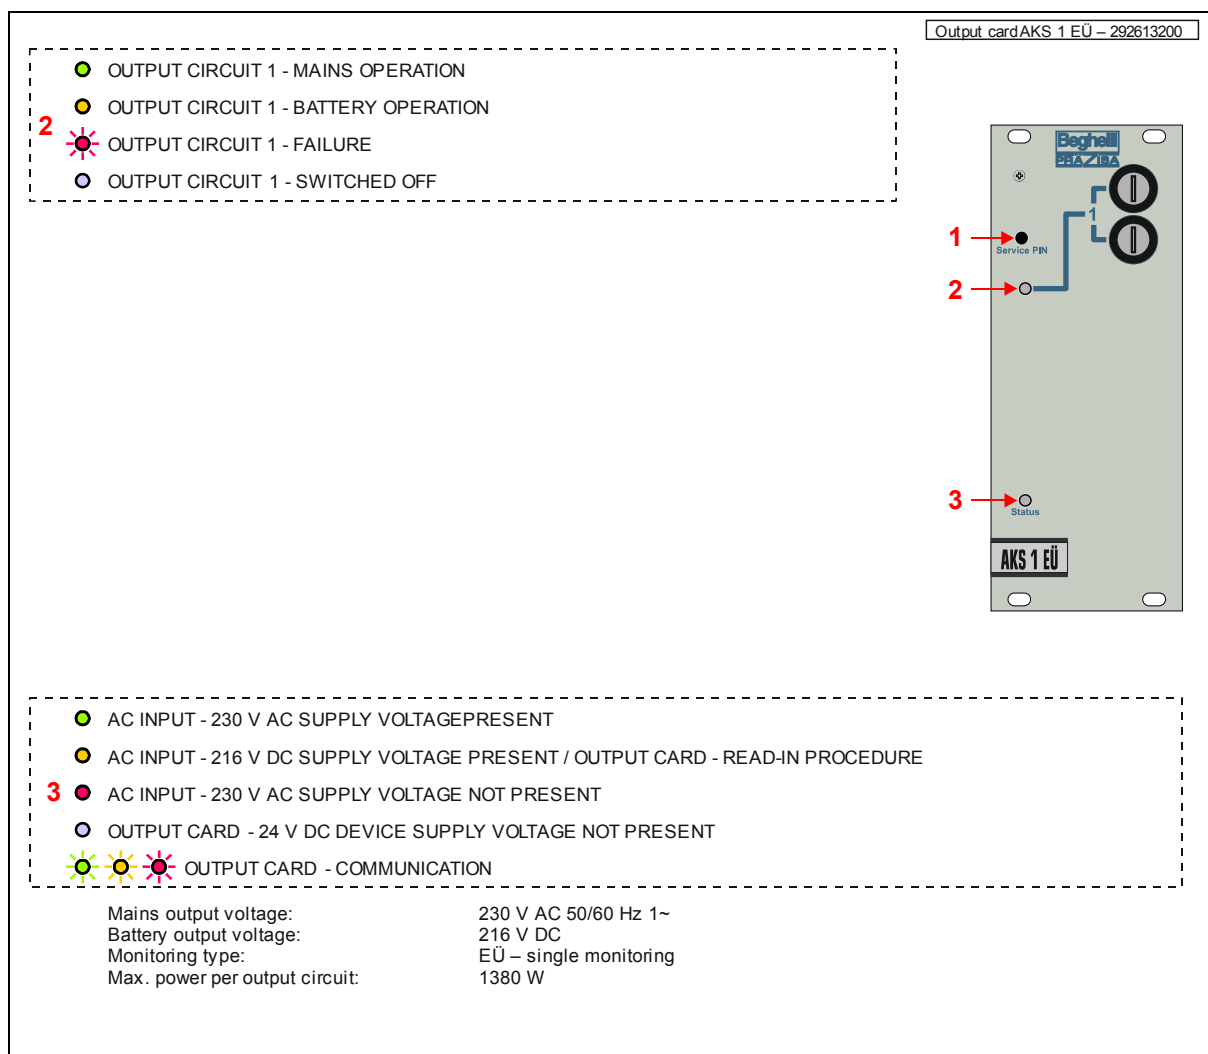 Output cardAKS 1 EÜ – 292613200
OUTPUT CIRCUIT 1 - MAINS OPERATION
OUTPUT CIRCUIT 1 - BATTERY OPERATION
2
OUTPUT CIRCUIT 1 - FAILURE
OUTPUT CIRCUIT 1 - SWITCHED OFF
Beghelli
PRÄZISA
1
1
Service PIN
2
3
Status
AKS 1 EÜ
AC INPUT - 230 V AC SUPPLY VOLTAGEPRESENT
AC INPUT - 216 V DC SUPPLY VOLTAGE PRESENT / OUTPUT CARD - READ-IN PROCEDURE
3 AC INPUT - 230 V AC SUPPLY VOLTAGE NOT PRESENT
OUTPUT CARD - 24 V DC DEVICE SUPPLY VOLTAGE NOT PRESENT
OUTPUT CARD - COMMUNICATION
Mains output voltage: 230 V AC 50/60 Hz 1~
Battery output voltage: 216 V DC
Monitoring type: EÜ – single monitoring
Max. power per output circuit: 1380 W